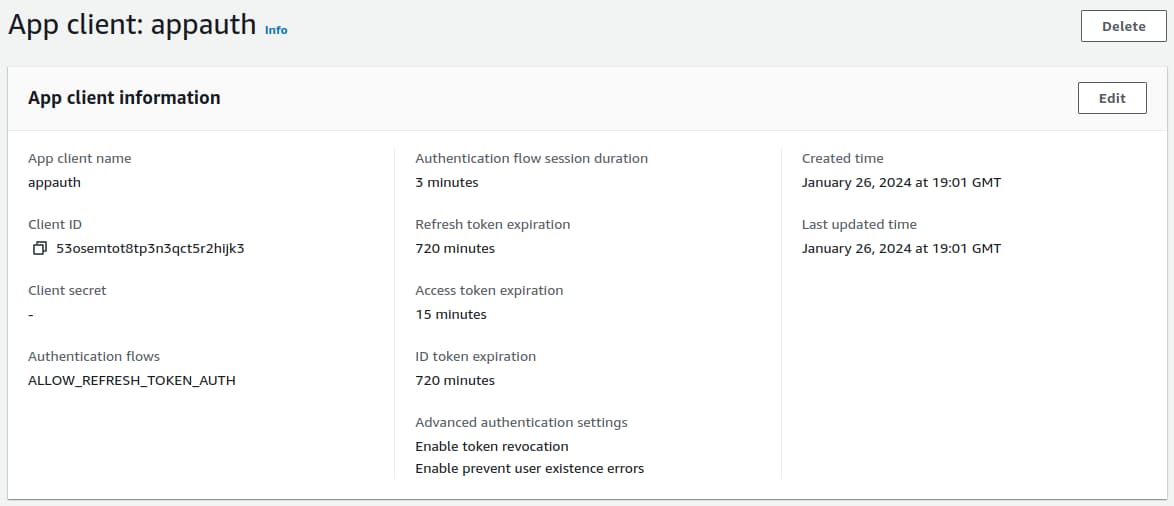 App client: appauth Info
Delete
App client information
Edit
App client name
appauth
Client ID
53osemtot8tp3n3qct5r2hijk3
Client secret
-
Authentication flows
ALLOW_REFRESH_TOKEN_AUTH
Authentication flow session duration
3 minutes
Refresh token expiration
720 minutes
Access token expiration
15 minutes
ID token expiration
720 minutes
Advanced authentication settings
Enable token revocation
Enable prevent user existence errors
Created time
January 26, 2024 at 19:01 GMT
Last updated time
January 26, 2024 at 19:01 GMT